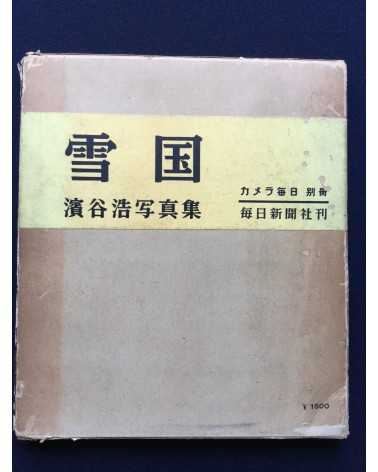 雪国
濱谷浩写真集
カメラ毎日 別冊
毎日新聞社刊
¥ 1600